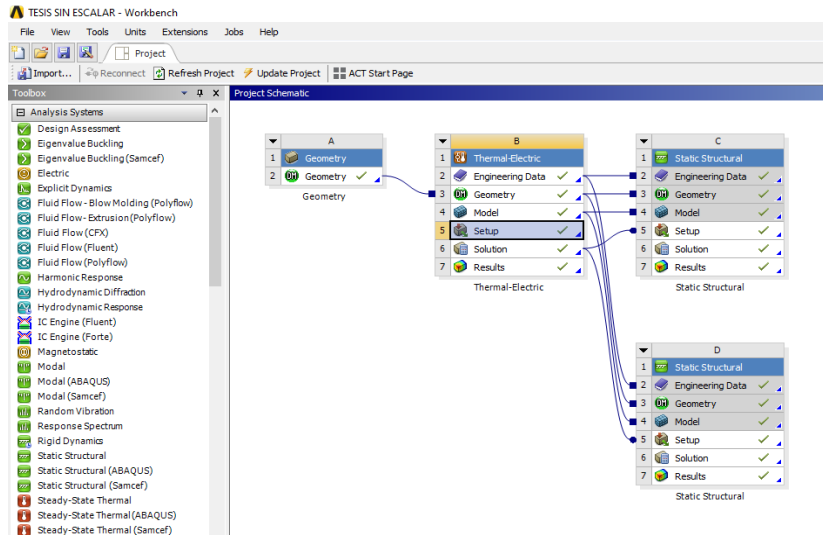 TESIS SIN ESCALAR - Workbench
File View Tools Units Extensions Jobs Help
Project
Import... Reconnect Refresh Project Update Project ACT Start Page
Toolbox
Project Schematic
Analysis Systems
Design Assessment
Eigenvalue Buckling
Eigenvalue Buckling (Samcef)
Electric
Explicit Dynamics
Fluid Flow - Blow Molding (Polyflow)
Fluid Flow - Extrusion (Polyflow)
Fluid Flow (CFX)
Fluid Flow (Fluent)
Fluid Flow (Polyflow)
Harmonic Response
Hydrodynamic Diffraction
Hydrodynamic Response
IC Engine (Fluent)
IC Engine (Forte)
Magnetostatic
Modal
Modal (ABAQUS)
Modal (Samcef)
Random Vibration
Response Spectrum
Rigid Dynamics
Static Structural
Static Structural (ABAQUS)
Static Structural (Samcef)
Steady-State Thermal
Steady-State Thermal (ABAQUS)
Steady-State Thermal (Samcef)
A
1 Geometry
2 Geometry
Geometry
B
1 Thermal-Electric
2 Engineering Data
3 Geometry
4 Model
5 Setup
6 Solution
7 Results
Thermal-Electric
C
1 Static Structural
2 Engineering Data
3 Geometry
4 Model
5 Setup
6 Solution
7 Results
Static Structural
D
1 Static Structural
2 Engineering Data
3 Geometry
4 Model
5 Setup
6 Solution
7 Results
Static Structural